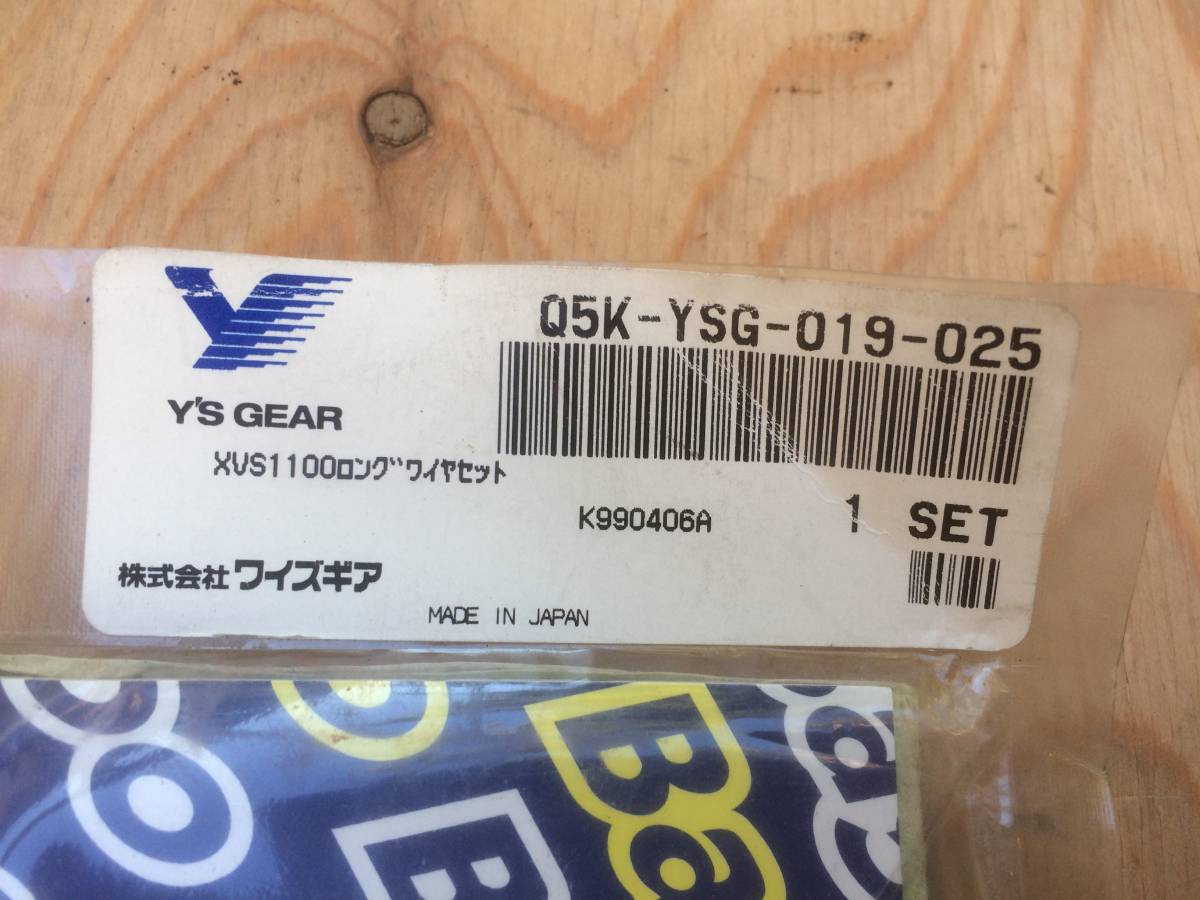 Q5K-YSG-019-025
Y'S GEAR
XVS1100ロングワイヤセット
K990406A
1 SET
株式会社 ワイズギア
MADE IN JAPAN
B
B